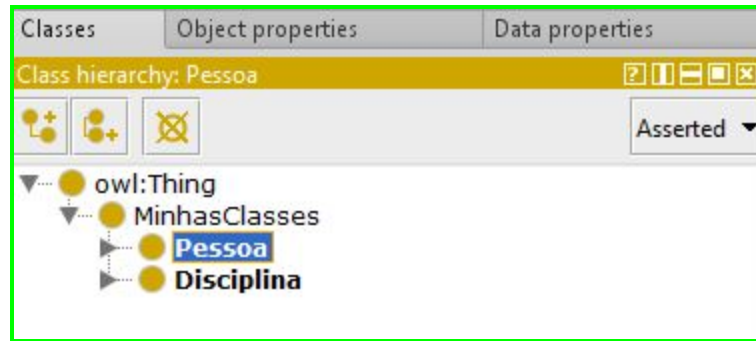 Classes Object properties Data properties
Class hierarchy: Pessoa
Asserted
owl:Thing
MinhasClasses
Pessoa
Disciplina